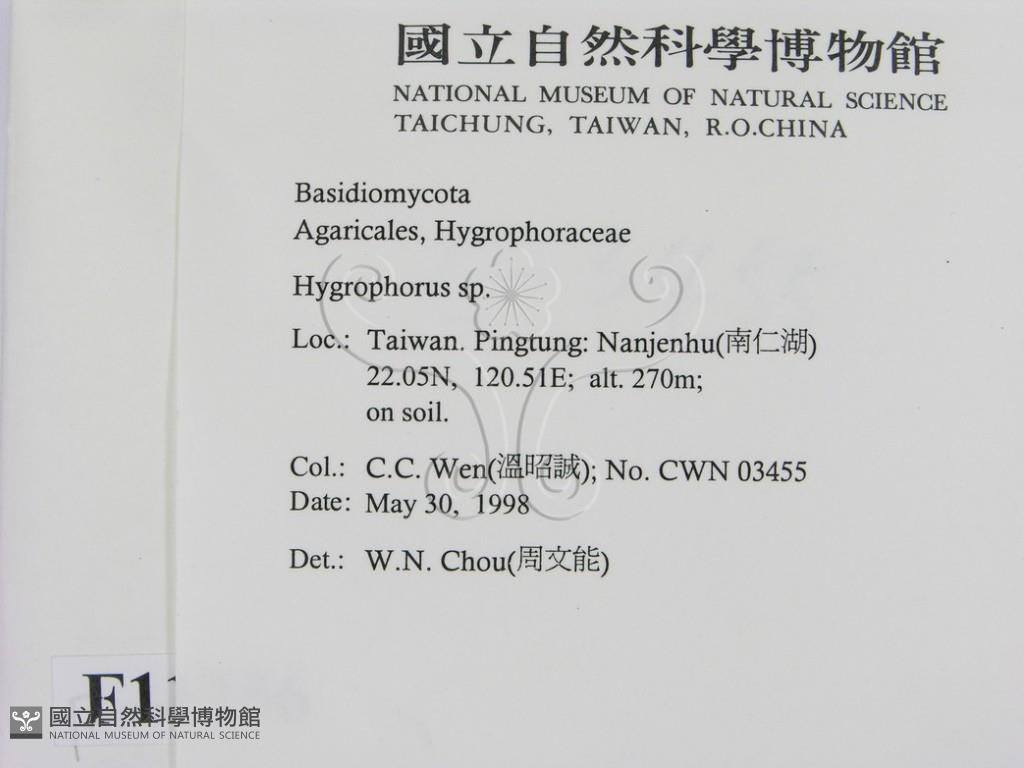 國立自然科學博物館
NATIONAL MUSEUM OF NATURAL SCIENCE
TAICHUNG, TAIWAN, R.O.CHINA
Basidiomycota
Agaricales, Hygrophoraceae
Hygrophorus sp.
Loc.: Taiwan. Pingtung: Nanjenhu(南仁湖)
22.05N, 120.51E; alt. 270m;
on soil.
Col.: C.C. Wen(溫昭誠); No. CWN 03455
Date: May 30, 1998
Det.: W.N. Chou(周文能)
F11
國立自然科學博物館
NATIONAL MUSEUM OF NATURAL SCIENCE